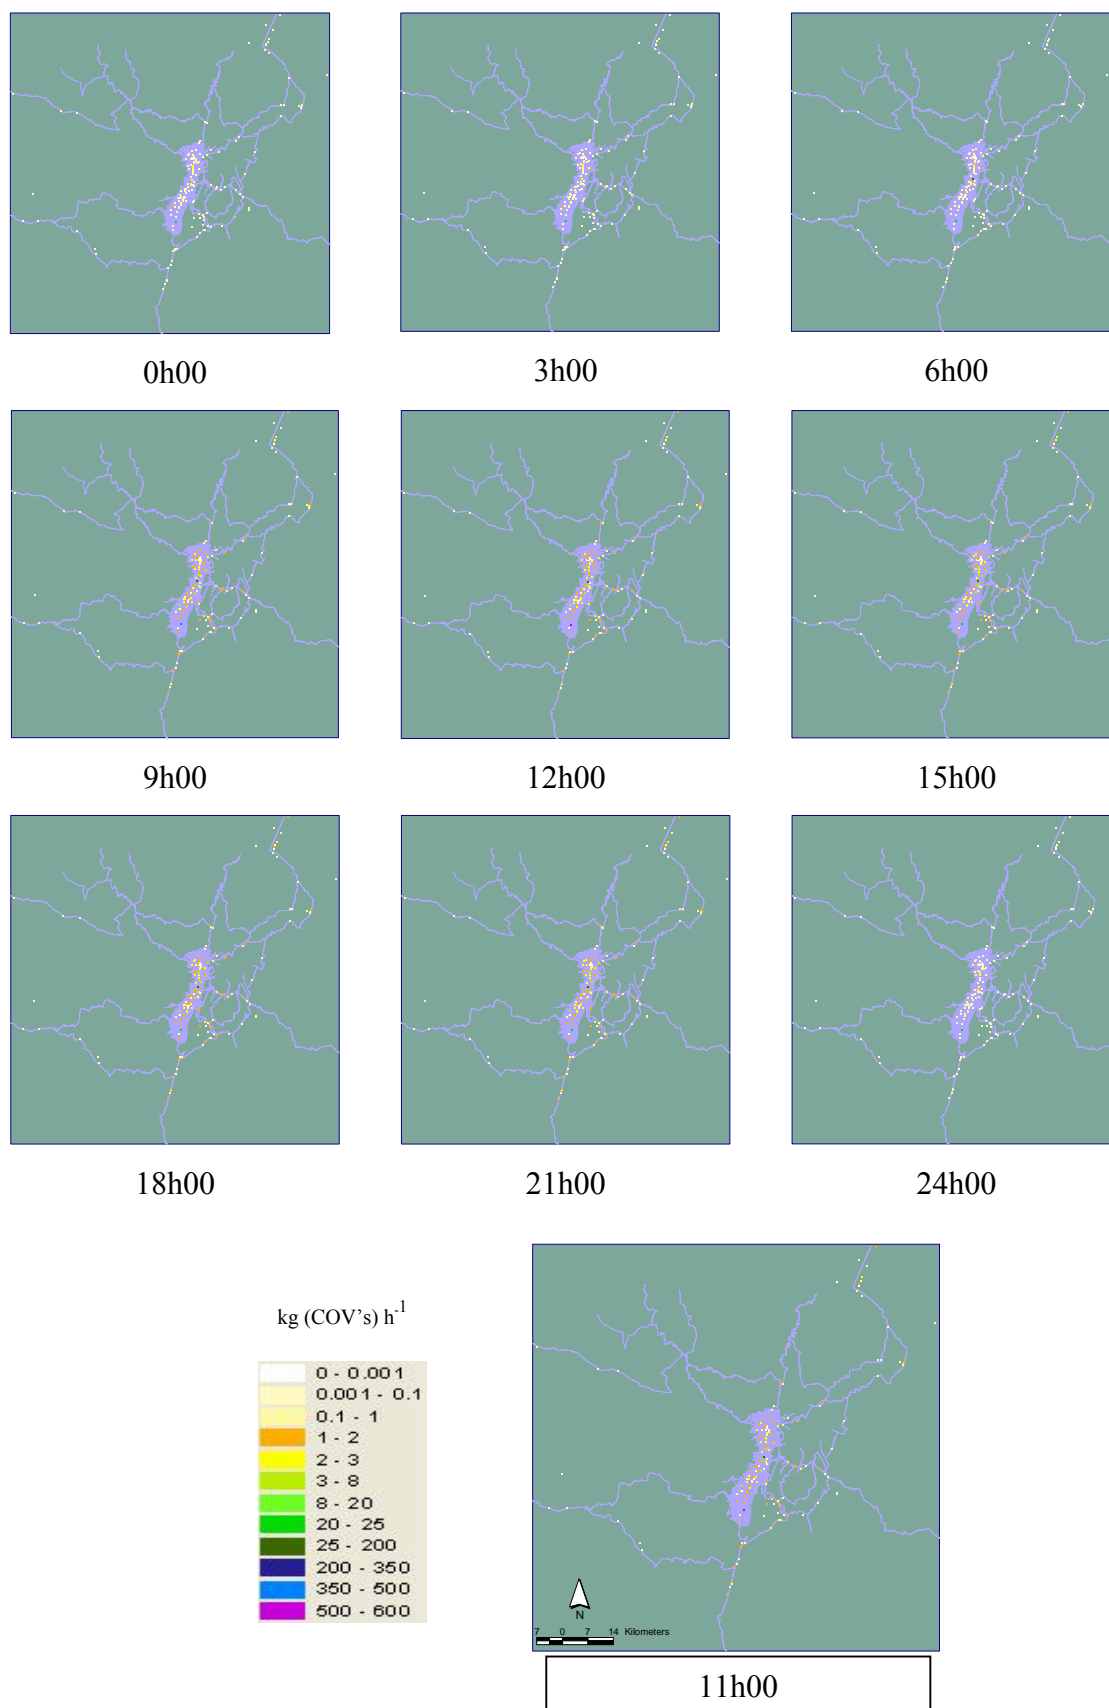 0h00
3h00
6h00
9h00
12h00
15h00
18h00
21h00
24h00
kg (COV's) h-1
0 - 0.001
0.001 - 0.1
0.1 - 1
1 - 2
2 - 3
3 - 8
8 - 20
20 - 25
25 - 200
200 - 350
350 - 500
500 - 600
N
7 0 7 14 Kilometers
11h00